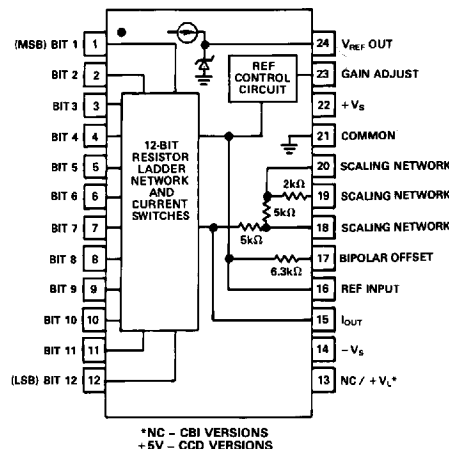 (MSB) BIT 1 1
BIT 2 2
BIT 3 3
BIT 4 4
BIT 5 5
BIT 6 6
BIT 7 7
BIT 8 8
BIT 9 9
BIT 10 10
BIT 11 11
(LSB) BIT 12 12
12-BIT
RESISTOR
LADDER
NETWORK
AND
CURRENT
SWITCHES
REF
CONTROL
CIRCUIT
2kΩ
5kΩ
5kΩ
6.3kΩ
24 VREF OUT
23 GAIN ADJUST
22 +VS
21 COMMON
20 SCALING NETWORK
19 SCALING NETWORK
18 SCALING NETWORK
17 BIPOLAR OFFSET
16 REF INPUT
15 IOUT
14 −VS
13 NC / +VL*
*NC – CBI VERSIONS
+5V – CCD VERSIONS